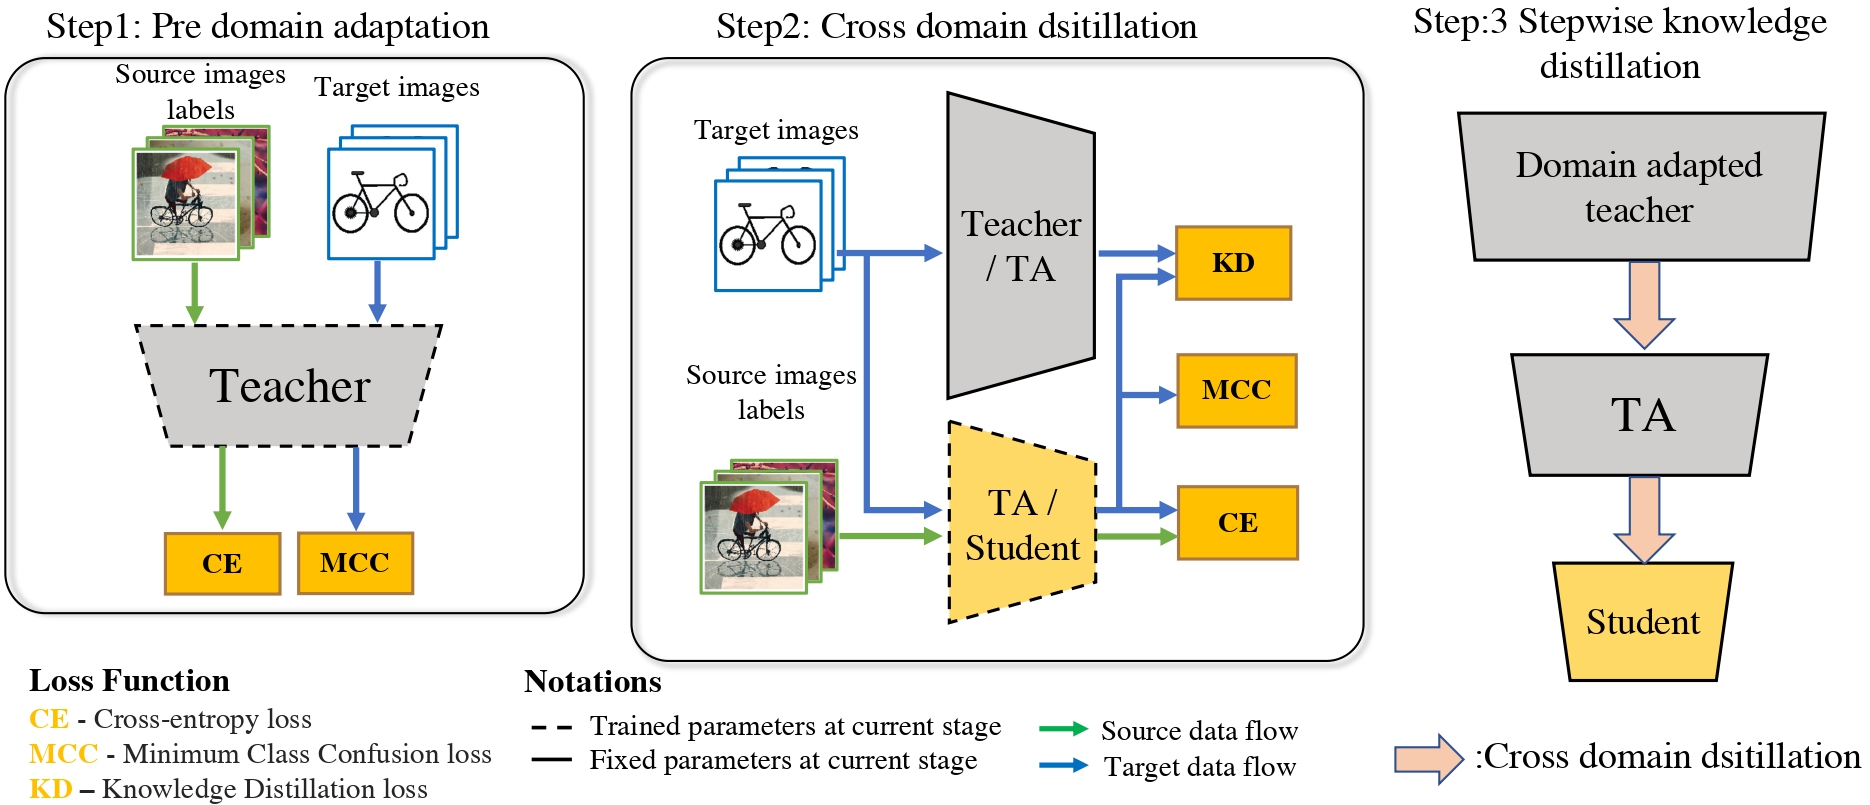 Step1: Pre domain adaptation
Source images
labels
Target images
Teacher
CE
MCC
Step2: Cross domain dsitillation
Target images
Teacher
/ TA
Source images
labels
TA /
Student
KD
MCC
CE
Step:3 Stepwise knowledge
distillation
Domain adapted
teacher
TA
Student
:Cross domain dsitillation
Loss Function
CE - Cross-entropy loss
MCC - Minimum Class Confusion loss
KD – Knowledge Distillation loss
Notations
Trained parameters at current stage
Fixed parameters at current stage
Source data flow
Target data flow